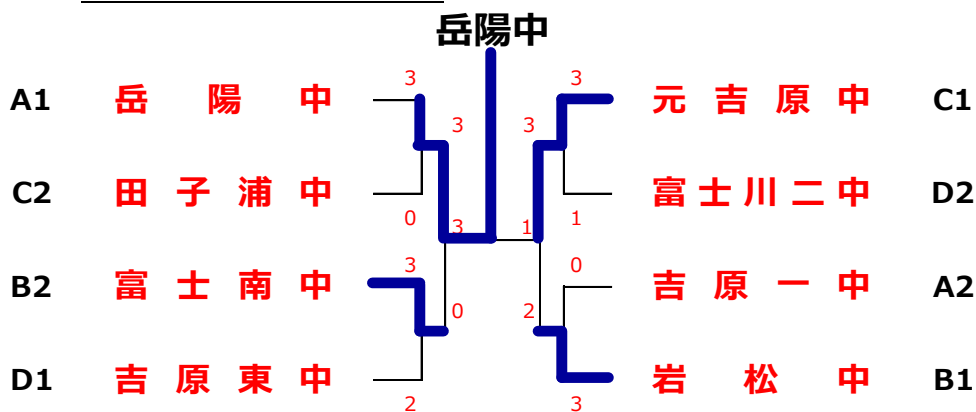 岳陽中
3 3
A1 岳陽中 元吉原中 C1
3 3
C2 田子浦中 富士川二中 D2
0 3 1 1
3 0
B2 富士南中 吉原一中 A2
0 2
D1 吉原東中 岩松中 B1
2 3